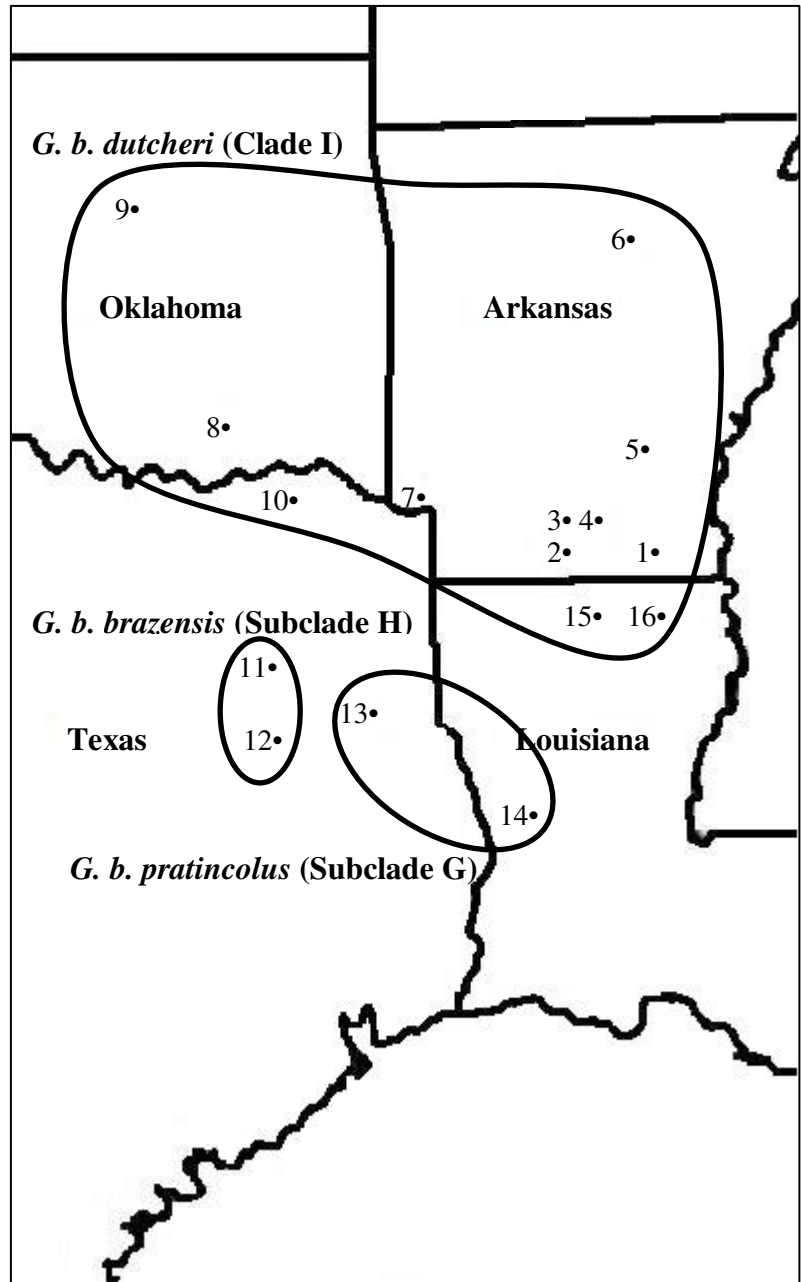 G. b. dutcheri (Clade I)
9
6
Oklahoma
Arkansas
8
5
10
7
3 4
2
1
15
16
G. b. brazensis (Subclade H)
11
13
Texas
12
Louisiana
14
G. b. pratincolus (Subclade G)